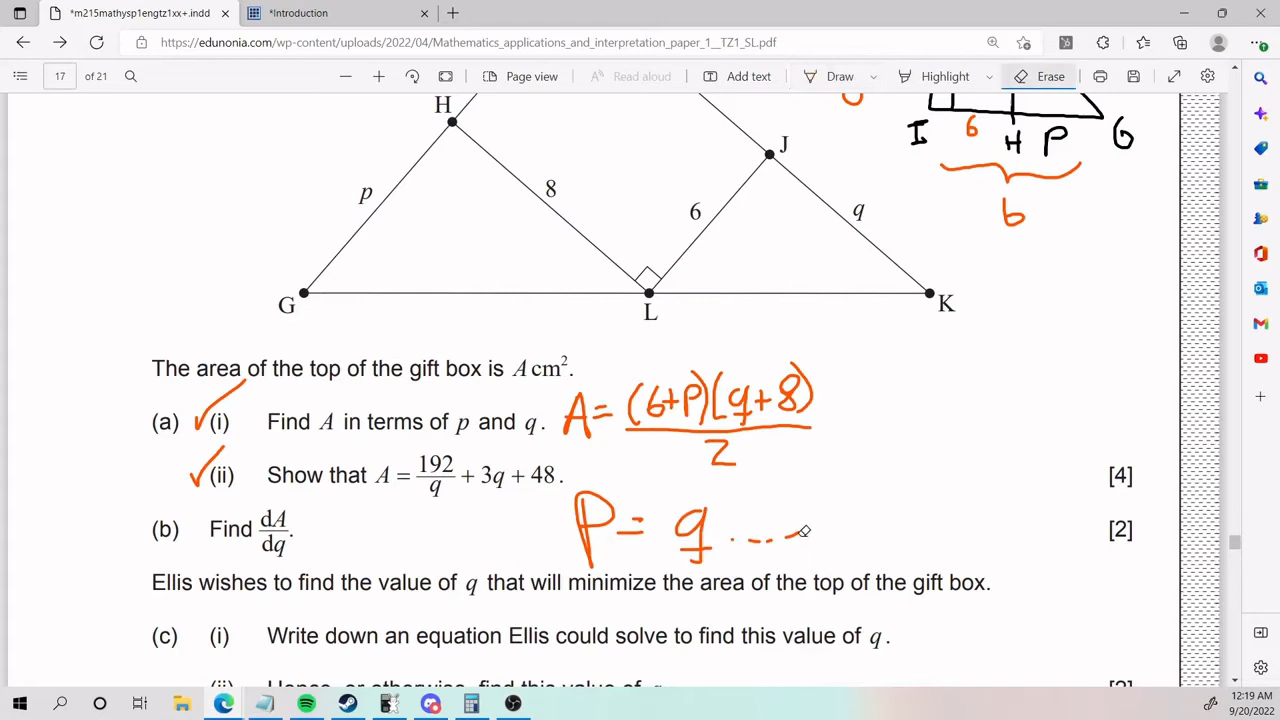 *m215mathysp1engtz1xx+.indd
*Introduction
https://edunonia.com/wp-content/uploads/2022/04/Mathematics_applications_and_interpretation_paper_1__TZ1_SL.pdf
17 of 21
Page view
Read aloud
Add text
Draw
Highlight
Erase
H
J
I 6 H P G
b
p
8
6
q
G
L
K
The area of the top of the gift box is A cm².
(a) (i) Find A in terms of p and q. A = (6+P)(q+8)/2
(ii) Show that A = 192/q + 3q + 48. [4]
(b) Find dA/dq. [2]
P = q ....
Ellis wishes to find the value of q that will minimize the area of the top of the gift box.
(c) (i) Write down an equation Ellis could solve to find this value of q.
12:19 AM
9/20/2022